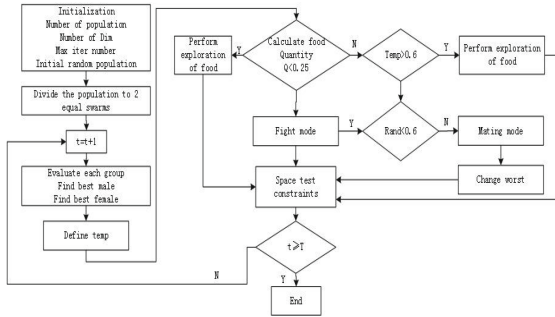 Initialization
Number of population
Number of Dim
Max iter number
Initial random population
Divide the population to 2
equal swarms
t=t+1
Evaluate each group
Find best male
Find best female
Define temp
Perform
exploration
of food
Y
Calculate food
Quantity
Q<0.25
N
Temp>0.6
Y
Perform exploration
of food
Fight mode
Y
Rand<0.6
N
Mating mode
Change worst
Space test
constraints
t≥T
N
Y
End